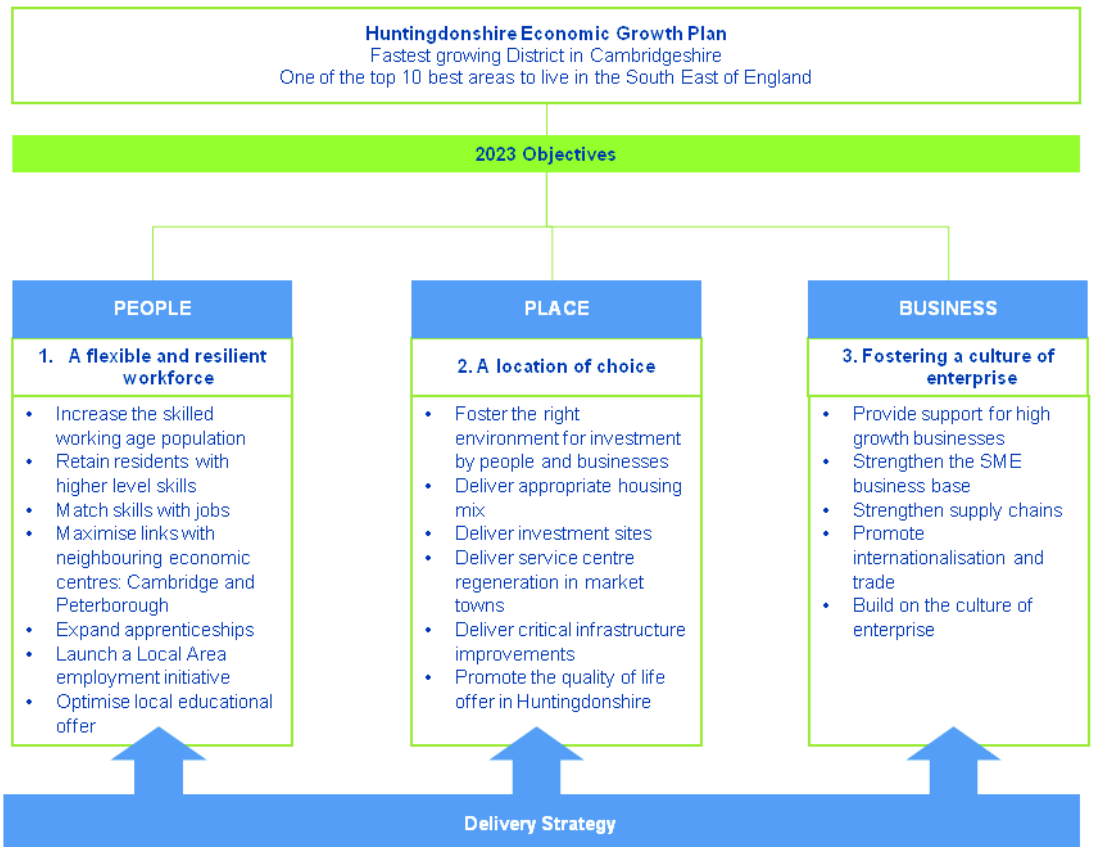 Huntingdonshire Economic Growth Plan
Fastest growing District in Cambridgeshire
One of the top 10 best areas to live in the South East of England
2023 Objectives
PEOPLE
1. A flexible and resilient
workforce
• Increase the skilled
working age population
• Retain residents with
higher level skills
• Match skills with jobs
• Maximise links with
neighbouring economic
centres: Cambridge and
Peterborough
• Expand apprenticeships
• Launch a Local Area
employment initiative
• Optimise local educational
offer
PLACE
2. A location of choice
• Foster the right
environment for investment
by people and businesses
• Deliver appropriate housing
mix
• Deliver investment sites
• Deliver service centre
regeneration in market
towns
• Deliver critical infrastructure
improvements
• Promote the quality of life
offer in Huntingdonshire
BUSINESS
3. Fostering a culture of
enterprise
• Provide support for high
growth businesses
• Strengthen the SME
business base
• Strengthen supply chains
• Promote
internationalisation and
trade
• Build on the culture of
enterprise
Delivery Strategy